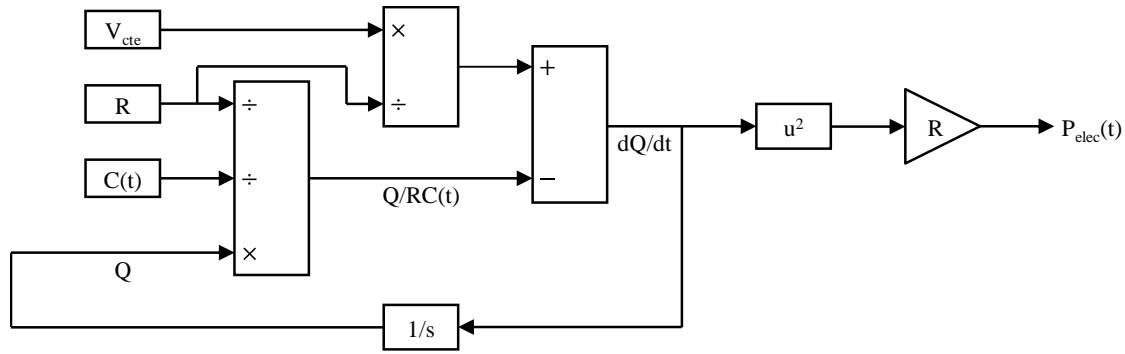 V_cte
×
R
÷
÷
+
C(t)
÷
×
−
Q/RC(t)
Q
dQ/dt
u²
R
P_elec(t)
1/s